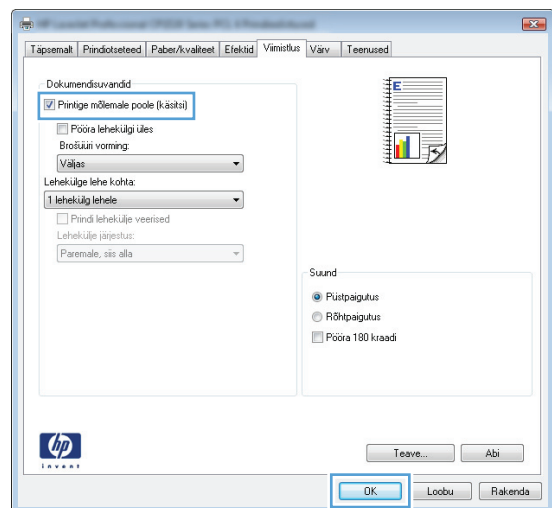 Täpsemalt Prindiotseteed Paber/kvaliteet Efektid Viimistlus Värv Teenused
Dokumendisuvandid
Printige mõlemale poole (käsitsi)
Pööra lehekülgi üles
Brošüüri vorming:
Väljas
Lehekülge lehe kohta:
1 lehekülg lehele
Prindi lehekülje veerised
Lehekülje järjestus:
Paremale, siis alla
E
Suund
Püstpaigutus
Rõhtpaigutus
Pööra 180 kraadi
hp
invent
Teave... Abi
OK Loobu Rakenda